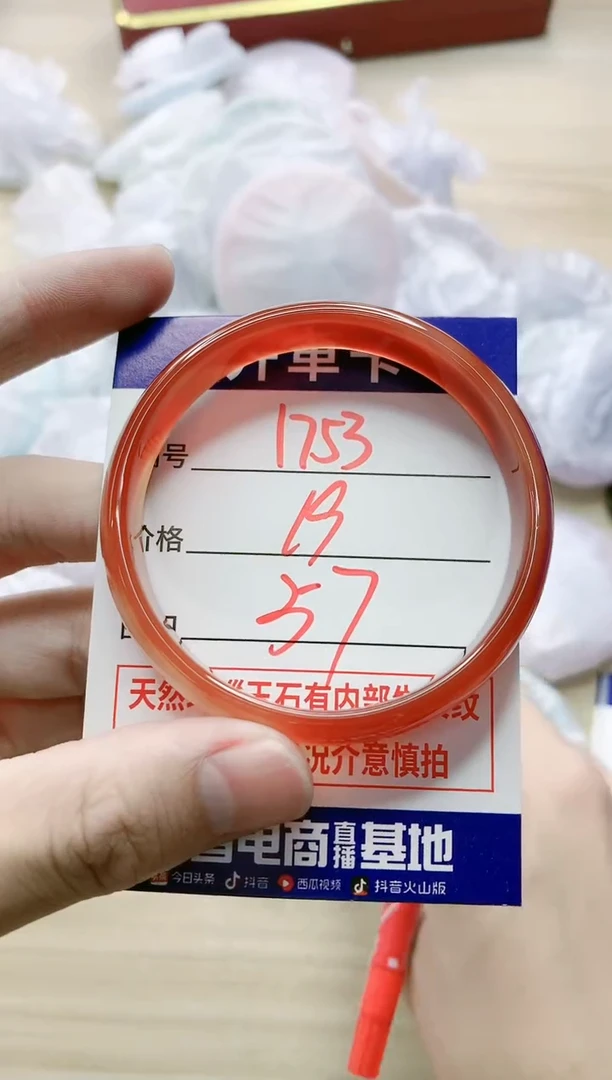 开单卡
号 1753
价格
57
天然 玉石有内部 纹
况介意慎拍
电商直播基地
今日头条 抖音 西瓜视频 抖音火山版